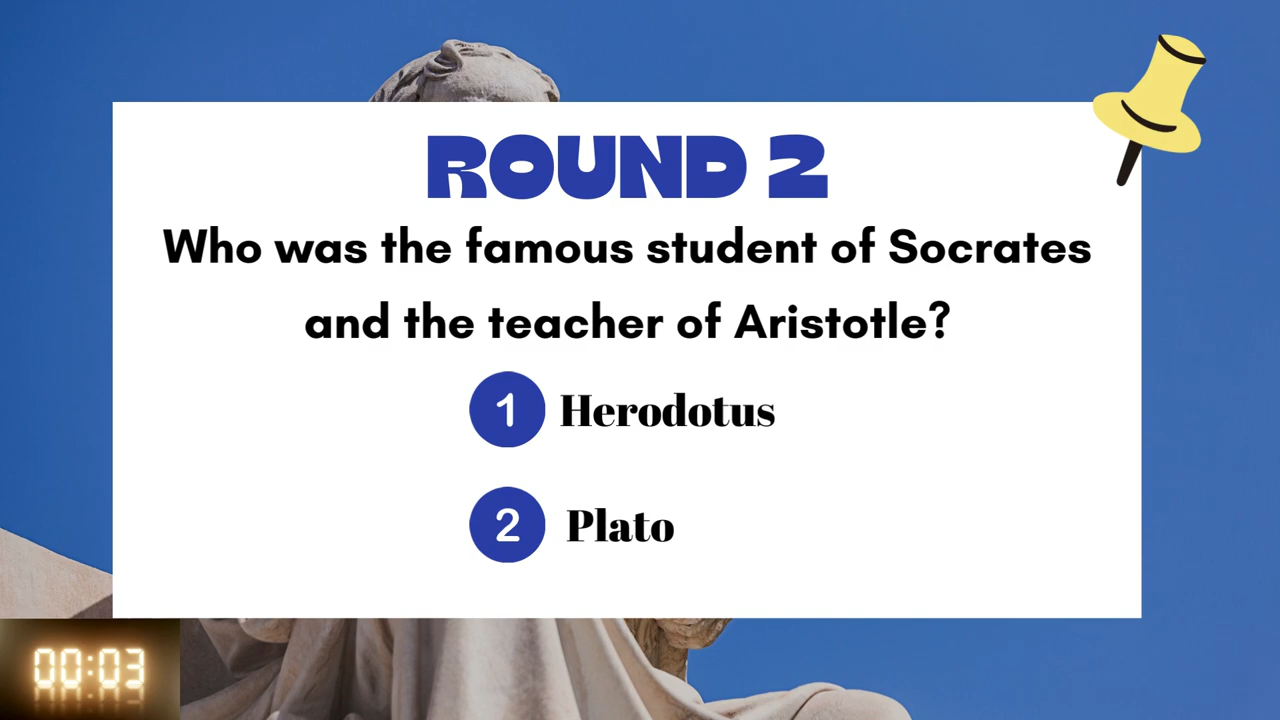 ROUND 2
Who was the famous student of Socrates
and the teacher of Aristotle?
1 Herodotus
2 Plato
00:03